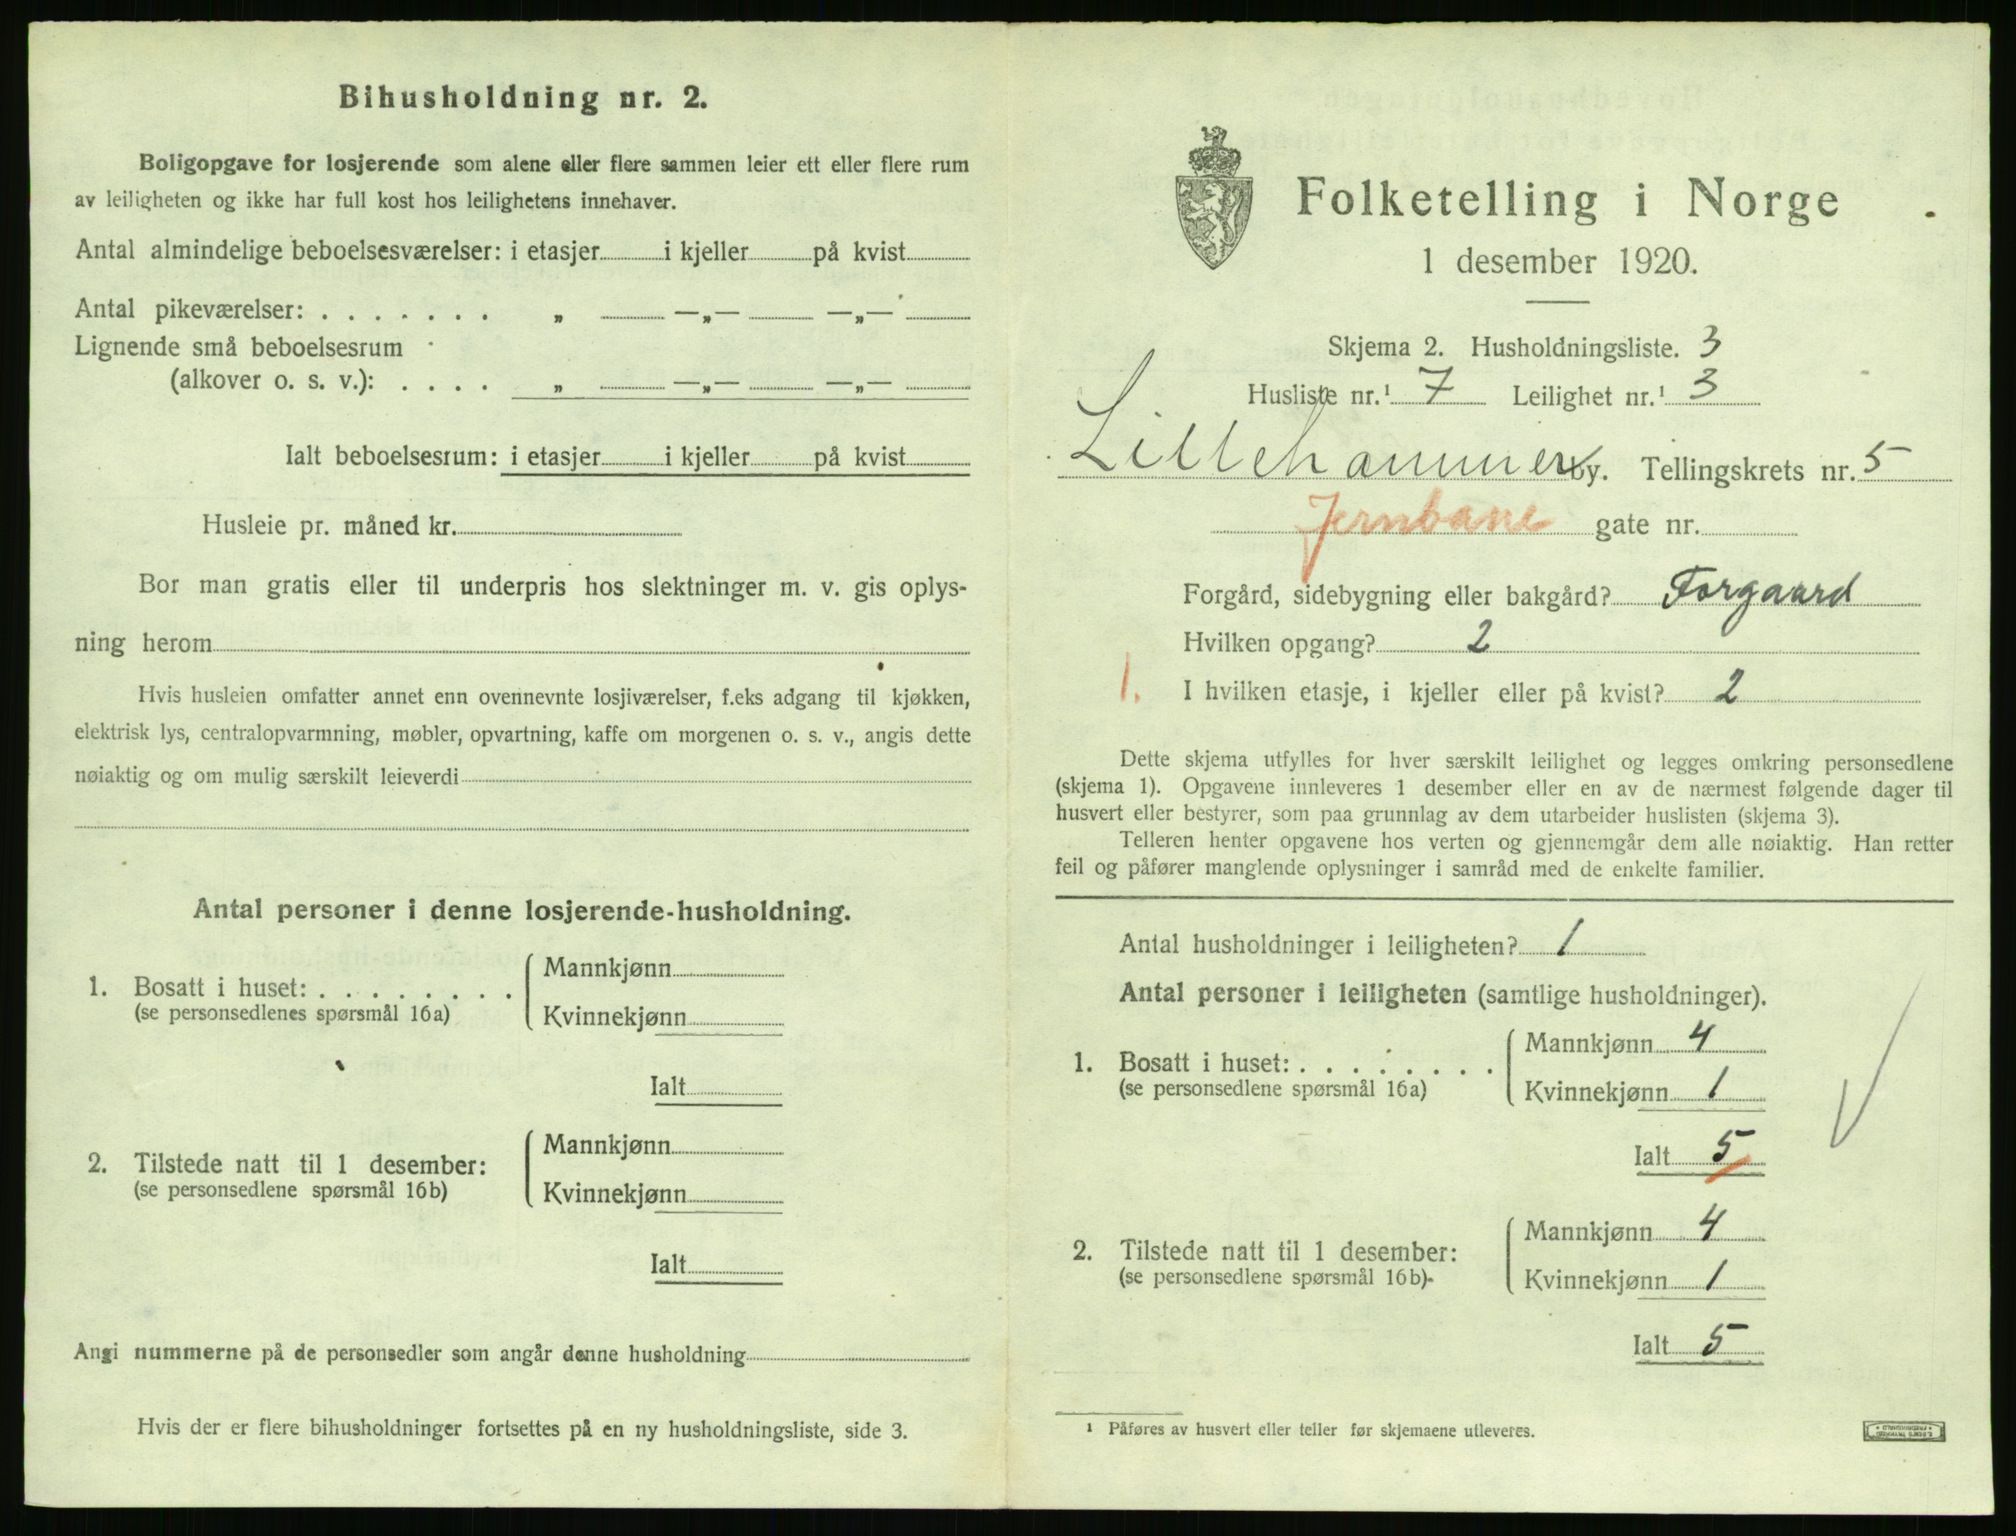 Bihusholdning nr. 2.
Boligopgave for losjerende som alene eller flere sammen leier ett eller flere rum
av leiligheten og ikke har full kost hos leilighetens innehaver.
Antal almindelige beboelsesværelser: i etasjer i kjeller på kvist
Antal pikeværelser: . . . . . . . „ —„— —„—
Lignende små beboelsesrum
(alkover o. s. v.): . . . . „ —„— —„—
Ialt beboelsesrum: i etasjer i kjeller på kvist
Husleie pr. måned kr.
Bor man gratis eller til underpris hos slektninger m. v. gis oplys-
ning herom
Hvis husleien omfatter annet enn ovennevnte losjiværelser, f.eks adgang til kjøkken,
elektrisk lys, centralopvarmning, møbler, opvartning, kaffe om morgenen o. s. v., angis dette
nøiaktig og om mulig særskilt leieverdi
Antal personer i denne losjerende-husholdning.
1. Bosatt i huset: . . . . . . . . Mannkjønn
(se personsedlenes spørsmål 16a) Kvinnekjønn
Ialt
2. Tilstede natt til 1 desember: Mannkjønn
(se personsedlene spørsmål 16b) Kvinnekjønn
Ialt
Angi nummerne på de personsedler som angår denne husholdning
Hvis der er flere bihusholdninger fortsettes på en ny husholdningsliste, side 3.
Folketelling i Norge
1 desember 1920.
Skjema 2. Husholdningsliste. 3
Husliste nr.¹ 7 Leilighet nr.¹ 3
Lillehammer by. Tellingskrets nr. 5
Jernbane gate nr.
Forgård, sidebygning eller bakgård? Forgaard
Hvilken opgang? 2
1. I hvilken etasje, i kjeller eller på kvist? 2
Dette skjema utfylles for hver særskilt leilighet og legges omkring personsedlene
(skjema 1). Opgavene innleveres 1 desember eller en av de nærmest følgende dager til
husvert eller bestyrer, som paa grunnlag av dem utarbeider huslisten (skjema 3).
Telleren henter opgavene hos verten og gjennemgår dem alle nøiaktig. Han retter
feil og påfører manglende oplysninger i samråd med de enkelte familier.
Antal husholdninger i leiligheten? 1
Antal personer i leiligheten (samtlige husholdninger).
1. Bosatt i huset: . . . . . . . . Mannkjønn 4
(se personsedlene spørsmål 16a) Kvinnekjønn 1
Ialt 5
2. Tilstede natt til 1 desember: Mannkjønn 4
(se personsedlene spørsmål 16b) Kvinnekjønn 1
Ialt 5
¹ Påføres av husvert eller teller før skjemaene utleveres.